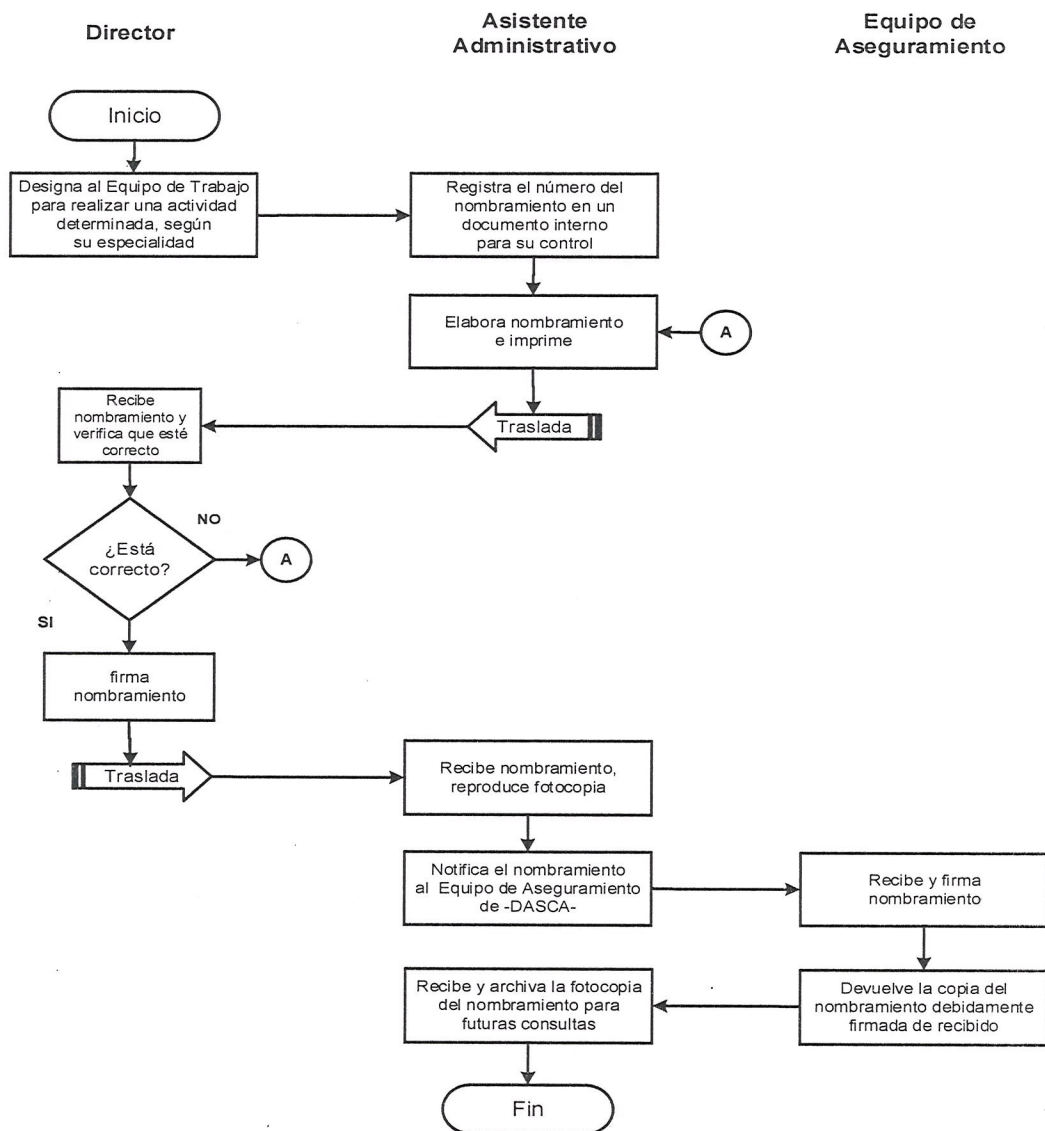 Director
Asistente
Administrativo
Equipo de
Aseguramiento
Inicio
Designa al Equipo de Trabajo
para realizar una actividad
determinada, según
su especialidad
Registra el número del
nombramiento en un
documento interno
para su control
Elabora nombramiento
e imprime
A
Traslada
Recibe
nombramiento y
verifica que esté
correcto
¿Está
correcto?
NO
A
SI
firma
nombramiento
Traslada
Recibe nombramiento,
reproduce fotocopia
Notifica el nombramiento
al Equipo de Aseguramiento
de -DASCA-
Recibe y firma
nombramiento
Devuelve la copia del
nombramiento debidamente
firmada de recibido
Recibe y archiva la fotocopia
del nombramiento para
futuras consultas
Fin